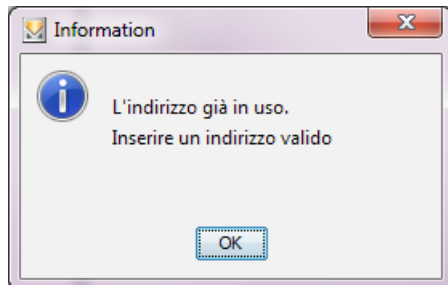 Information
L'indirizzo già in uso.
Inserire un indirizzo valido
OK